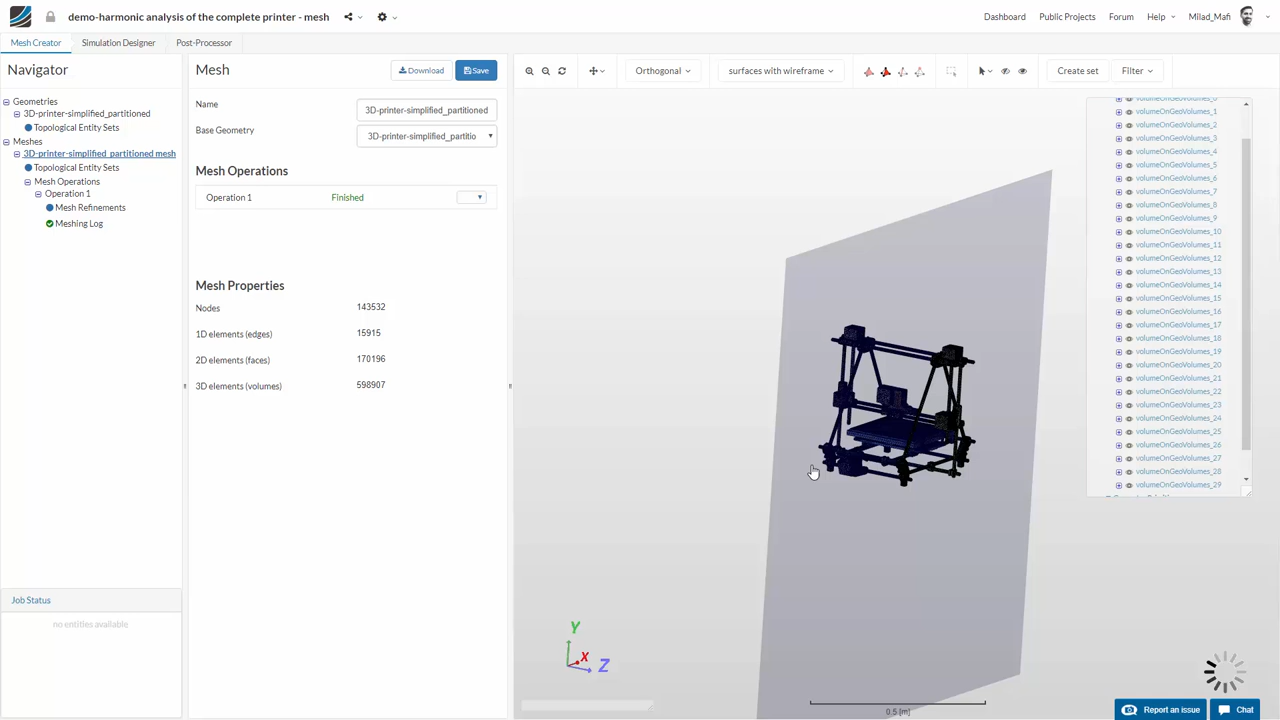 demo-harmonic analysis of the complete printer - mesh
Dashboard Public Projects Forum Help Milad_Mafi
Mesh Creator Simulation Designer Post-Processor
Navigator
Geometries
3D-printer-simplified_partitioned
Topological Entity Sets
Meshes
3D-printer-simplified_partitioned mesh
Topological Entity Sets
Mesh Operations
Operation 1
Mesh Refinements
Meshing Log
Job Status
no entities available
Mesh
Download Save
Name 3D-printer-simplified_partitioned
Base Geometry 3D-printer-simplified_partitio
Mesh Operations
Operation 1 Finished
Mesh Properties
Nodes 143532
1D elements (edges) 15915
2D elements (faces) 170196
3D elements (volumes) 598907
Orthogonal surfaces with wireframe Create set Filter
volumeOnGeoVolumes_0
volumeOnGeoVolumes_1
volumeOnGeoVolumes_2
volumeOnGeoVolumes_3
volumeOnGeoVolumes_4
volumeOnGeoVolumes_5
volumeOnGeoVolumes_6
volumeOnGeoVolumes_7
volumeOnGeoVolumes_8
volumeOnGeoVolumes_9
volumeOnGeoVolumes_10
volumeOnGeoVolumes_11
volumeOnGeoVolumes_12
volumeOnGeoVolumes_13
volumeOnGeoVolumes_14
volumeOnGeoVolumes_15
volumeOnGeoVolumes_16
volumeOnGeoVolumes_17
volumeOnGeoVolumes_18
volumeOnGeoVolumes_19
volumeOnGeoVolumes_20
volumeOnGeoVolumes_21
volumeOnGeoVolumes_22
volumeOnGeoVolumes_23
volumeOnGeoVolumes_24
volumeOnGeoVolumes_25
volumeOnGeoVolumes_26
volumeOnGeoVolumes_27
volumeOnGeoVolumes_28
volumeOnGeoVolumes_29
Y
X
Z
0.5 [m]
Report an issue Chat